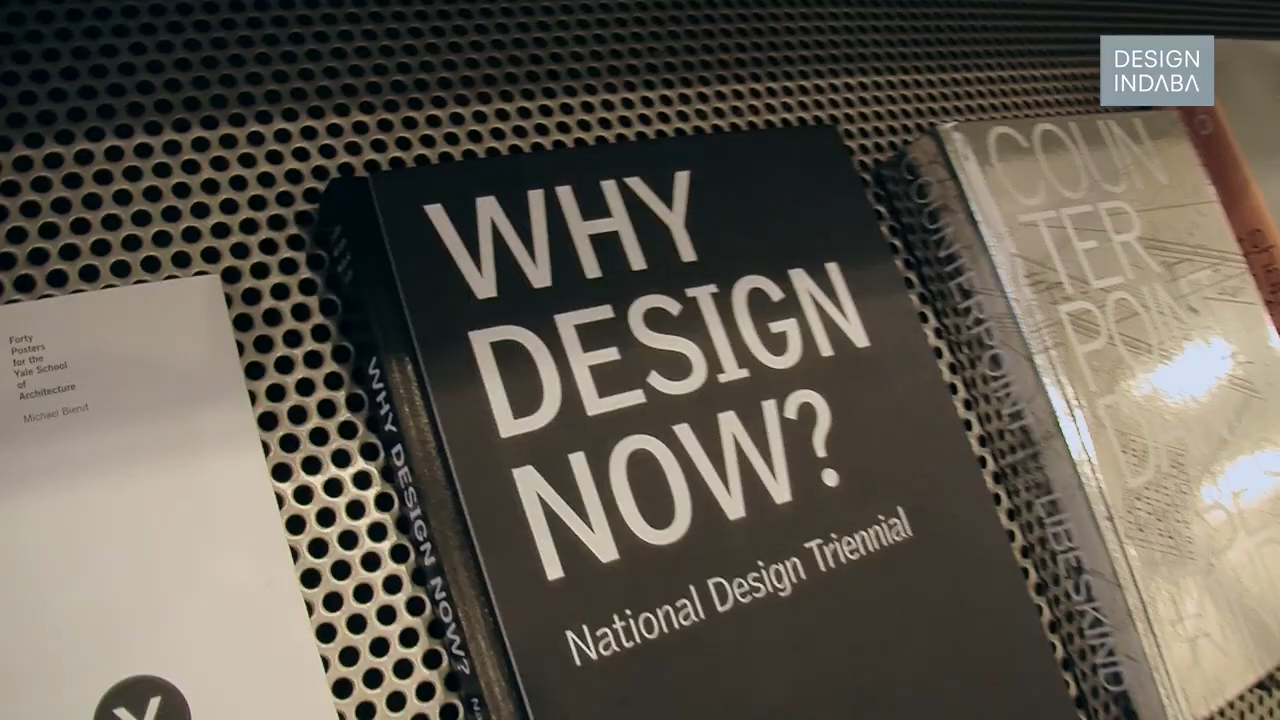 DESIGN
INDABA
Forty
Posters
for the
Yale School
of
Architecture
Michael Bierut
Y
WHY DESIGN NOW?
WHY
DESIGN
NOW?
National Design Triennial
COUNTERPOINT
LIBESKIND
COUN
TER
POIN